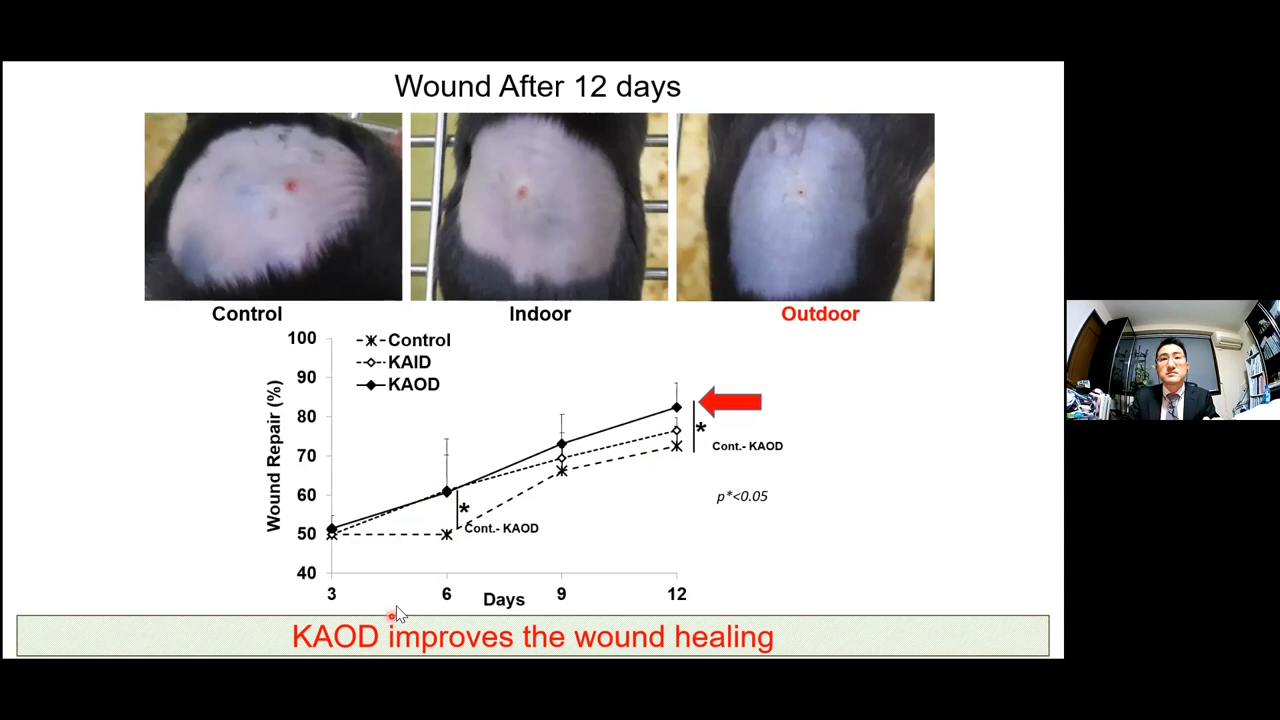 Wound After 12 days
Control
Indoor
Outdoor
100
90
80
70
60
50
40
Wound Repair (%)
Control
KAID
KAOD
*
Cont.- KAOD
*
Cont.- KAOD
p*<0.05
3
6
9
12
Days
KAOD improves the wound healing